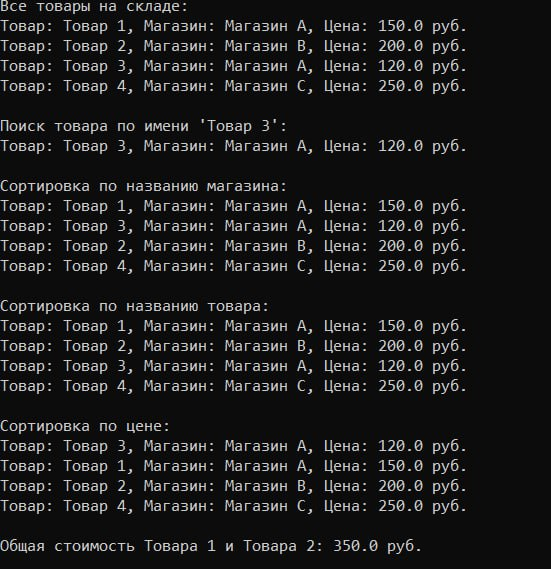 Все товары на складе:
Товар: Товар 1, Магазин: Магазин A, Цена: 150.0 руб.
Товар: Товар 2, Магазин: Магазин B, Цена: 200.0 руб.
Товар: Товар 3, Магазин: Магазин A, Цена: 120.0 руб.
Товар: Товар 4, Магазин: Магазин C, Цена: 250.0 руб.

Поиск товара по имени 'Товар 3':
Товар: Товар 3, Магазин: Магазин A, Цена: 120.0 руб.

Сортировка по названию магазина:
Товар: Товар 1, Магазин: Магазин A, Цена: 150.0 руб.
Товар: Товар 3, Магазин: Магазин A, Цена: 120.0 руб.
Товар: Товар 2, Магазин: Магазин B, Цена: 200.0 руб.
Товар: Товар 4, Магазин: Магазин C, Цена: 250.0 руб.

Сортировка по названию товара:
Товар: Товар 1, Магазин: Магазин A, Цена: 150.0 руб.
Товар: Товар 2, Магазин: Магазин B, Цена: 200.0 руб.
Товар: Товар 3, Магазин: Магазин A, Цена: 120.0 руб.
Товар: Товар 4, Магазин: Магазин C, Цена: 250.0 руб.

Сортировка по цене:
Товар: Товар 3, Магазин: Магазин A, Цена: 120.0 руб.
Товар: Товар 1, Магазин: Магазин A, Цена: 150.0 руб.
Товар: Товар 2, Магазин: Магазин B, Цена: 200.0 руб.
Товар: Товар 4, Магазин: Магазин C, Цена: 250.0 руб.

Общая стоимость Товара 1 и Товара 2: 350.0 руб.